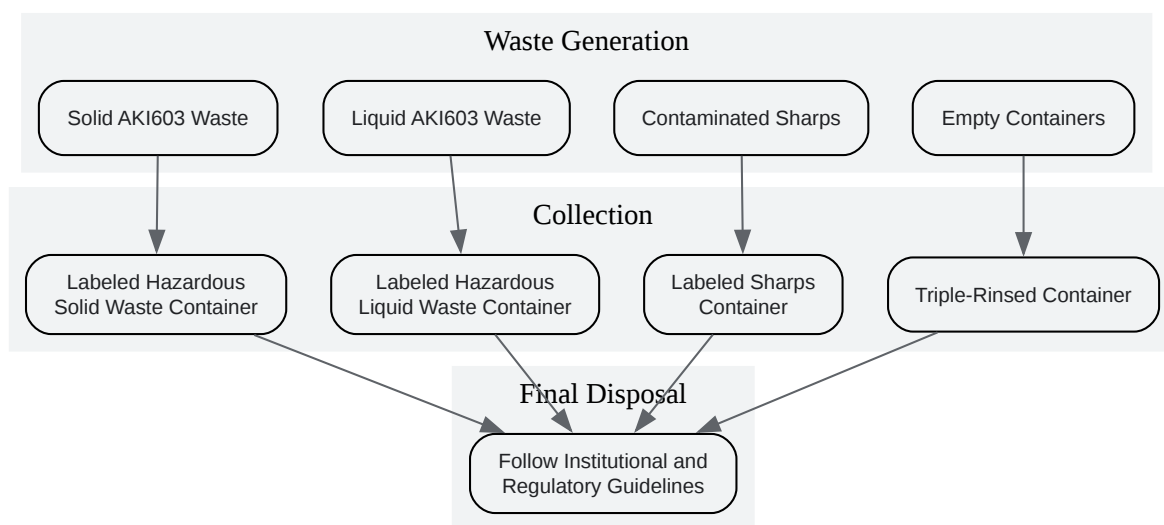 Waste Generation
Solid AKI603 Waste
Liquid AKI603 Waste
Contaminated Sharps
Empty Containers
Collection
Labeled Hazardous
Solid Waste Container
Labeled Hazardous
Liquid Waste Container
Labeled Sharps
Container
Triple-Rinsed Container
Final Disposal
Follow Institutional and
Regulatory Guidelines